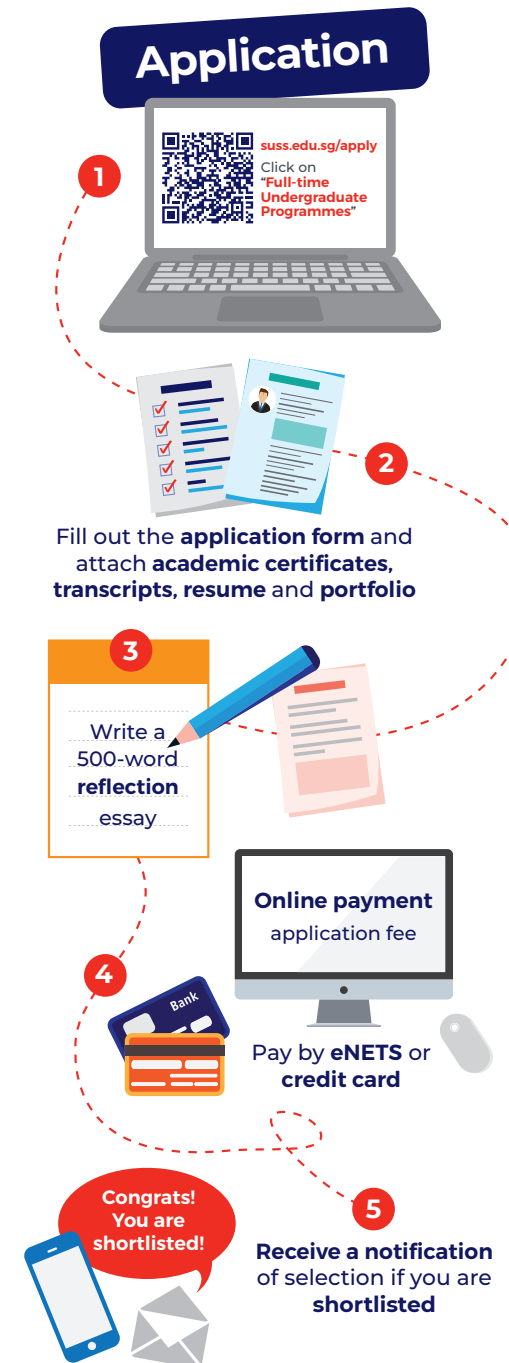 Application
1
suss.edu.sg/apply
Click on
"Full-time
Undergraduate
Programmes"
2
Fill out the application form and
attach academic certificates,
transcripts, resume and portfolio
3
Write a
500-word
reflection
essay
Online payment
application fee
4
Bank
Pay by eNETS or
credit card
5
Congrats!
You are
shortlisted!
Receive a notification
of selection if you are
shortlisted